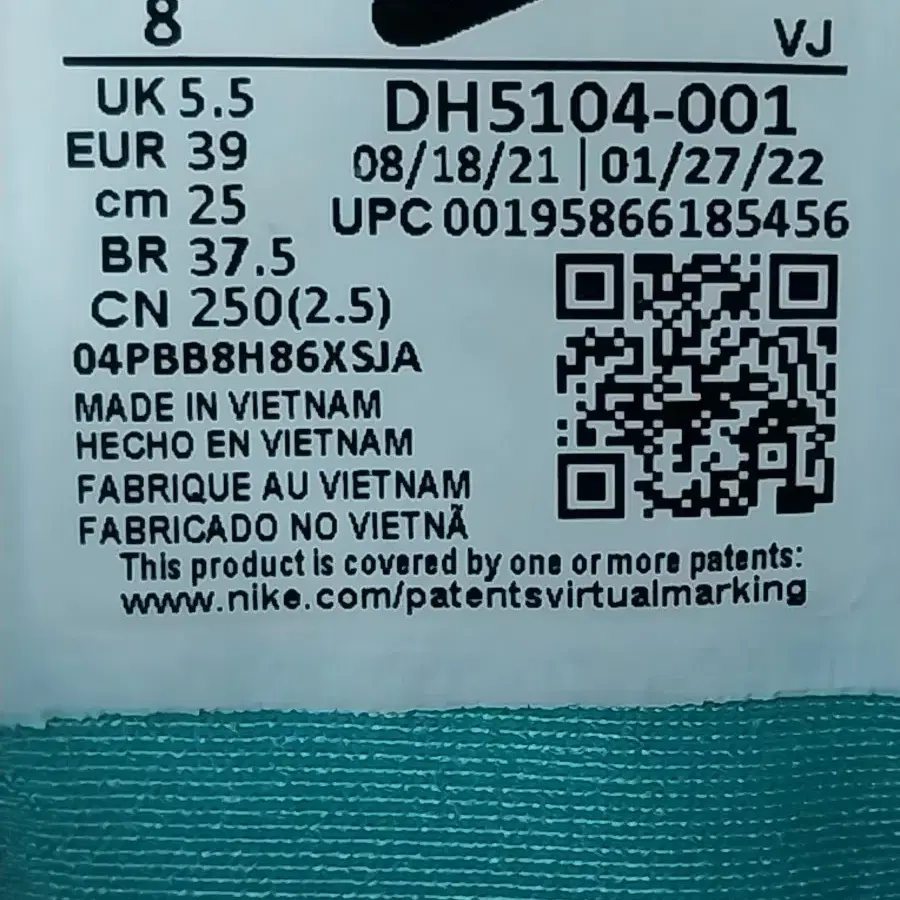 8
VJ
UK 5.5
EUR 39
cm 25
BR 37.5
CN 250(2.5)
DH5104-001
08/18/21 | 01/27/22
UPC 00195866185456
04PBB8H86XSJA
MADE IN VIETNAM
HECHO EN VIETNAM
FABRIQUE AU VIETNAM
FABRICADO NO VIETNÃ
This product is covered by one or more patents:
www.nike.com/patentsvirtualmarking